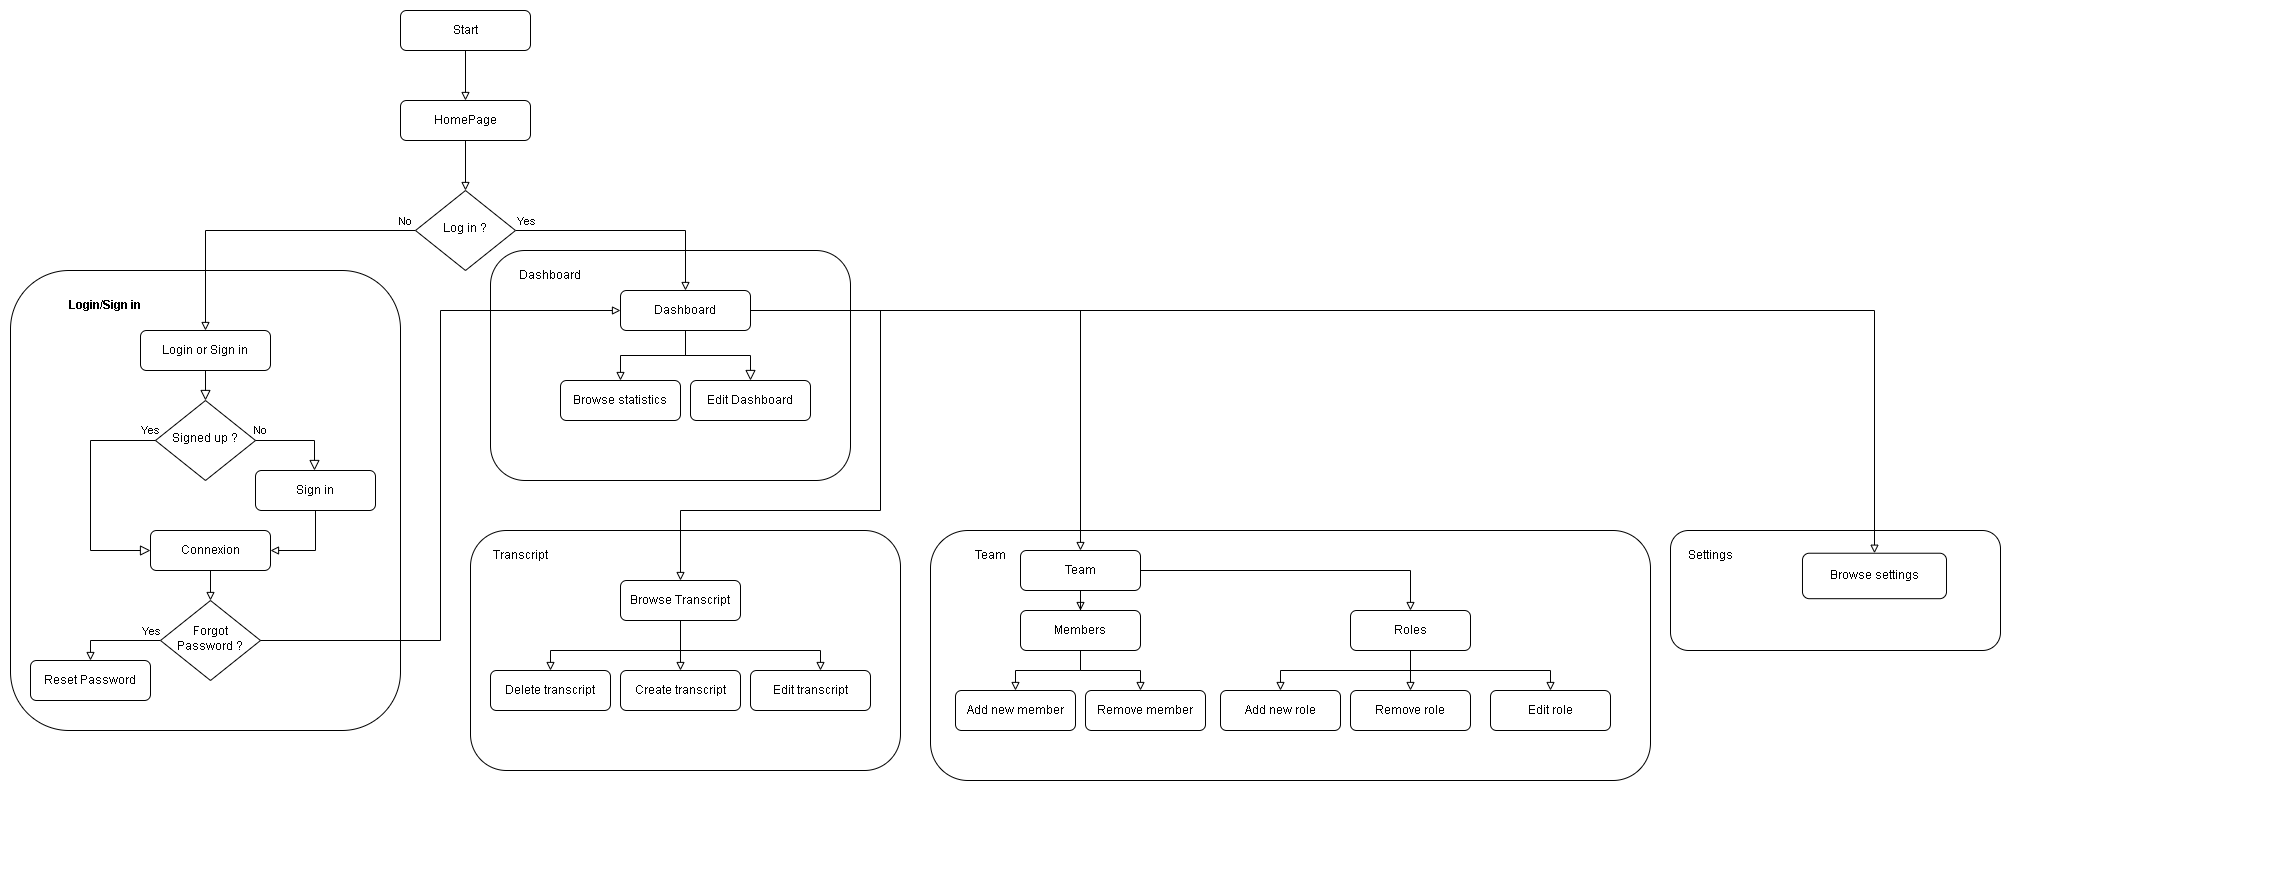 Start
HomePage
Log in ?
No
Yes
Dashboard
Dashboard
Browse statistics
Edit Dashboard
Login/Sign in
Login or Sign in
Signed up ?
Yes
No
Sign in
Connexion
Forgot
Password ?
Yes
Reset Password
Transcript
Browse Transcript
Delete transcript
Create transcript
Edit transcript
Team
Team
Members
Roles
Add new member
Remove member
Add new role
Remove role
Edit role
Settings
Browse settings